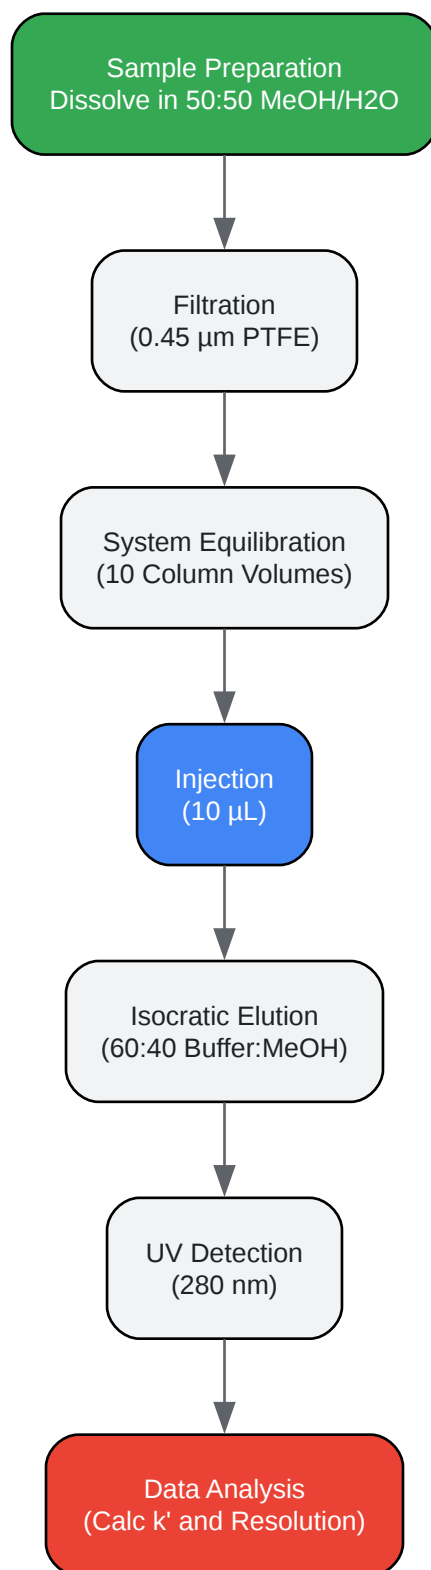 Sample Preparation
Dissolve in 50:50 MeOH/H2O
Filtration
(0.45 µm PTFE)
System Equilibration
(10 Column Volumes)
Injection
(10 µL)
Isocratic Elution
(60:40 Buffer:MeOH)
UV Detection
(280 nm)
Data Analysis
(Calc k' and Resolution)